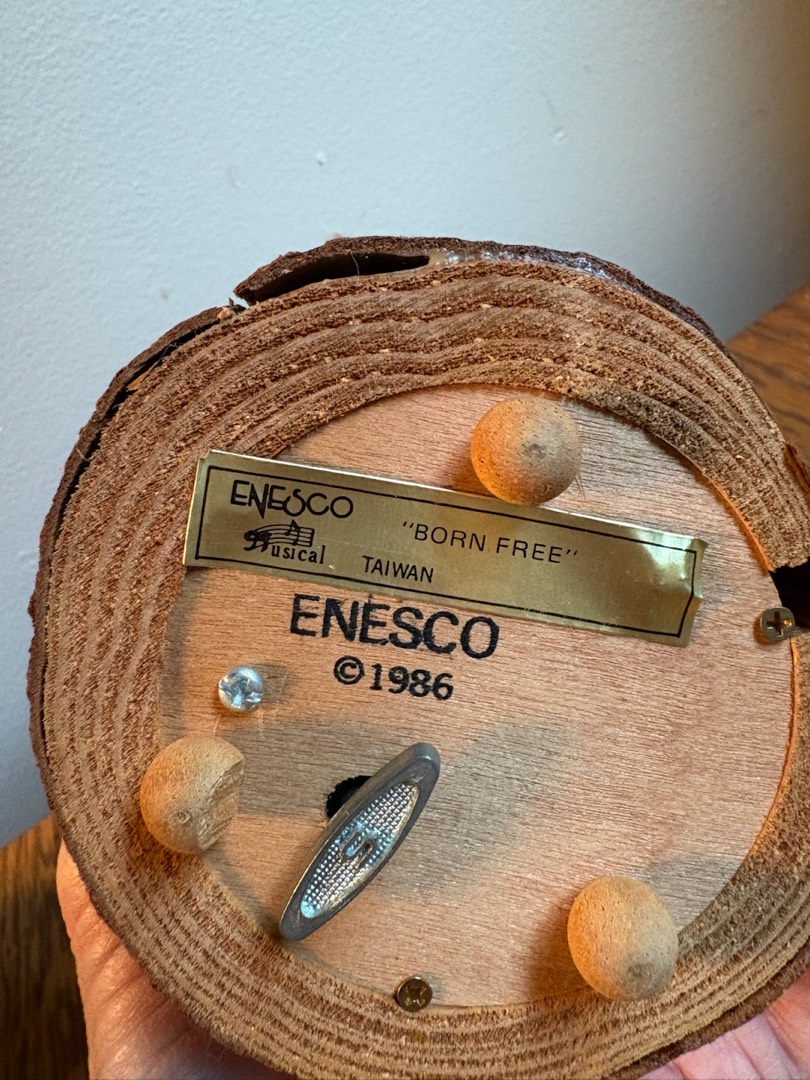 ENESCO
Musical
"BORN FREE"
TAIWAN
ENESCO
©1986
S